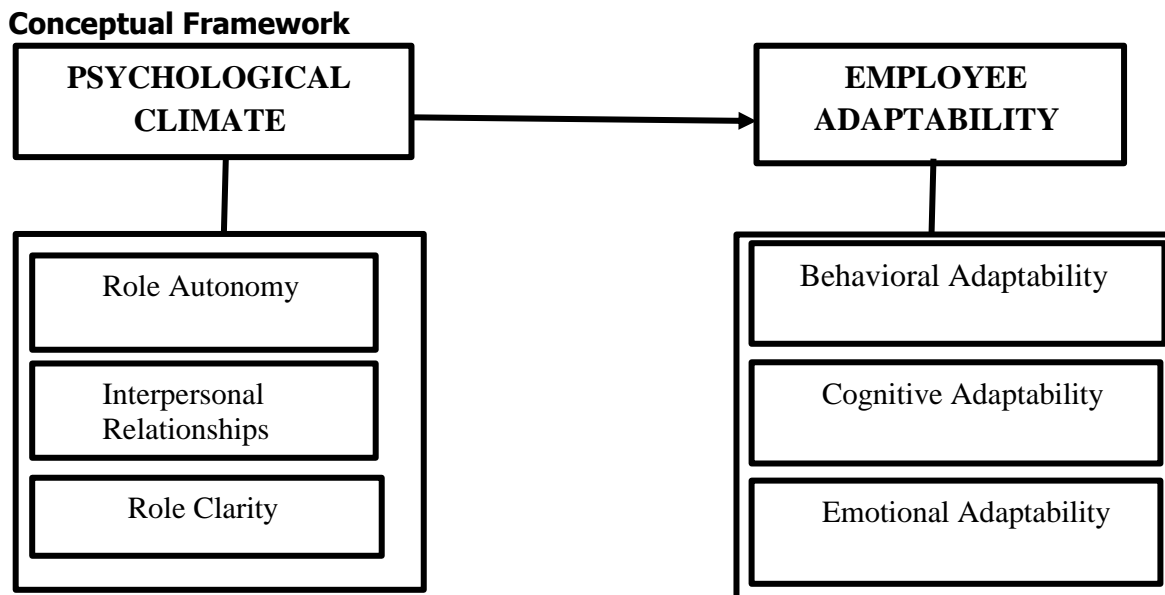 Conceptual Framework
PSYCHOLOGICAL
CLIMATE
EMPLOYEE
ADAPTABILITY
Role Autonomy
Interpersonal
Relationships
Role Clarity
Behavioral Adaptability
Cognitive Adaptability
Emotional Adaptability